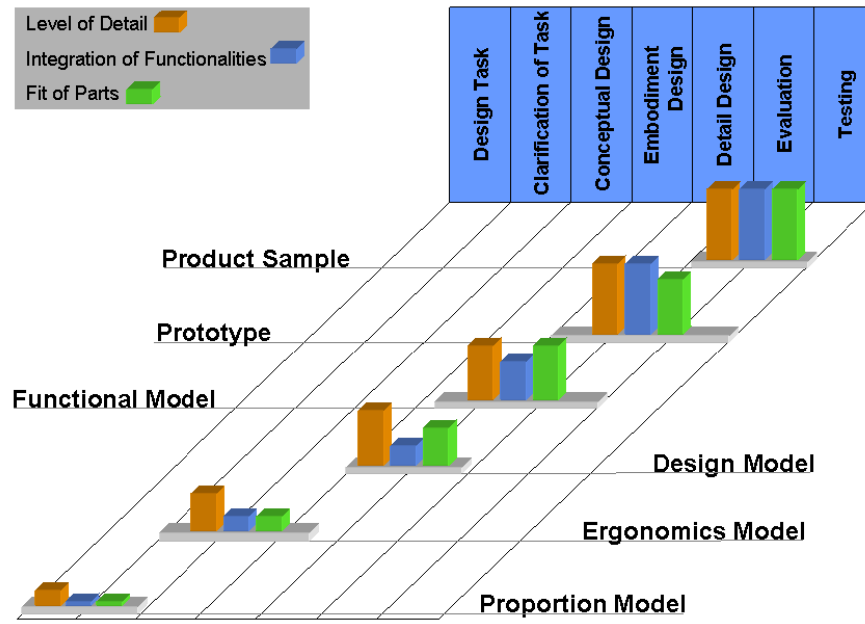 Level of Detail
Integration of Functionalities
Fit of Parts
Design Task
Clarification of Task
Conceptual Design
Embodiment
Design
Detail Design
Evaluation
Testing
Product Sample
Prototype
Functional Model
Design Model
Ergonomics Model
Proportion Model